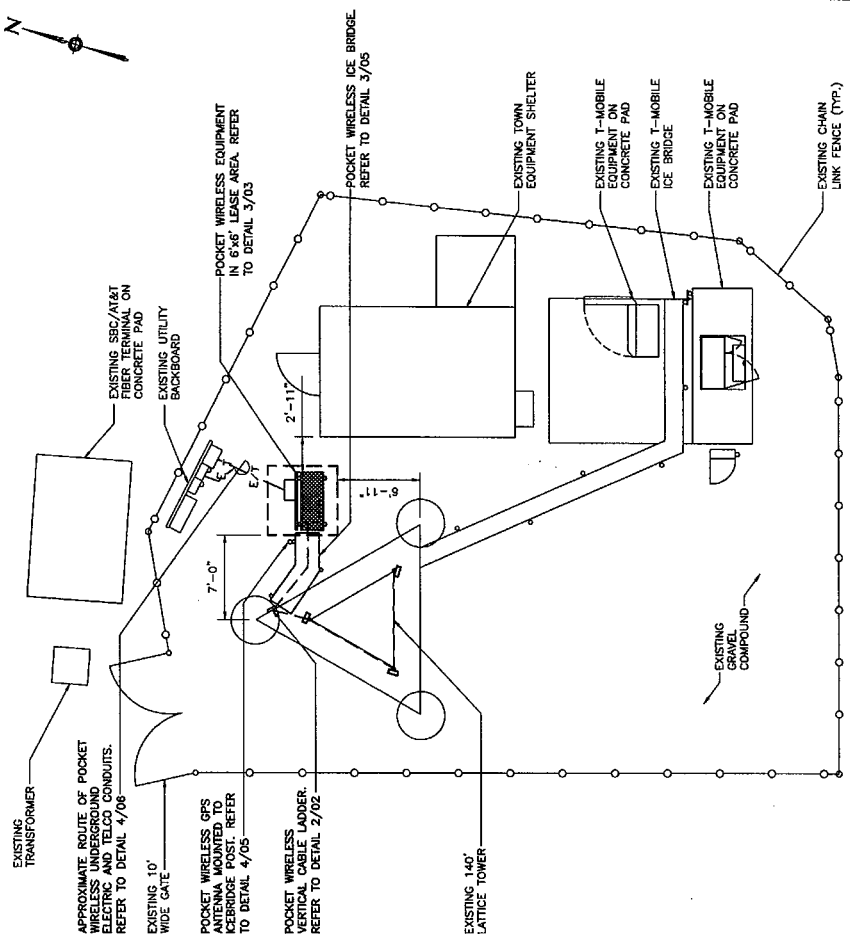 N
EXISTING
TRANSFORMER
APPROXIMATE ROUTE OF POCKET
WIRELESS UNDERGROUND
ELECTRIC AND TELCO CONDUITS.
REFER TO DETAIL 4/06
EXISTING 10'
WIDE GATE
POCKET WIRELESS GPS
ANTENNA MOUNTED TO
ICEBRIDGE POST. REFER
TO DETAIL 4/05
POCKET WIRELESS
VERTICAL CABLE LADDER.
REFER TO DETAIL 2/02
EXISTING 140'
LATTICE TOWER
EXISTING SBC/AT&T
FIBER TERMINAL ON
CONCRETE PAD
EXISTING UTILITY
BACKBOARD
POCKET WIRELESS EQUIPMENT
IN 6'x6' LEASE AREA. REFER
TO DETAIL 3/03
POCKET WIRELESS ICE BRIDGE.
REFER TO DETAIL 3/05
EXISTING TOWN
EQUIPMENT SHELTER
EXISTING T-MOBILE
EQUIPMENT ON
CONCRETE PAD
EXISTING T-MOBILE
ICE BRIDGE
EXISTING T-MOBILE
EQUIPMENT ON
CONCRETE PAD
EXISTING CHAIN
LINK FENCE (TYP.)
EXISTING
GRAVEL
COMPOUND
7'-0"
2'-11"
6'-11"
E/T